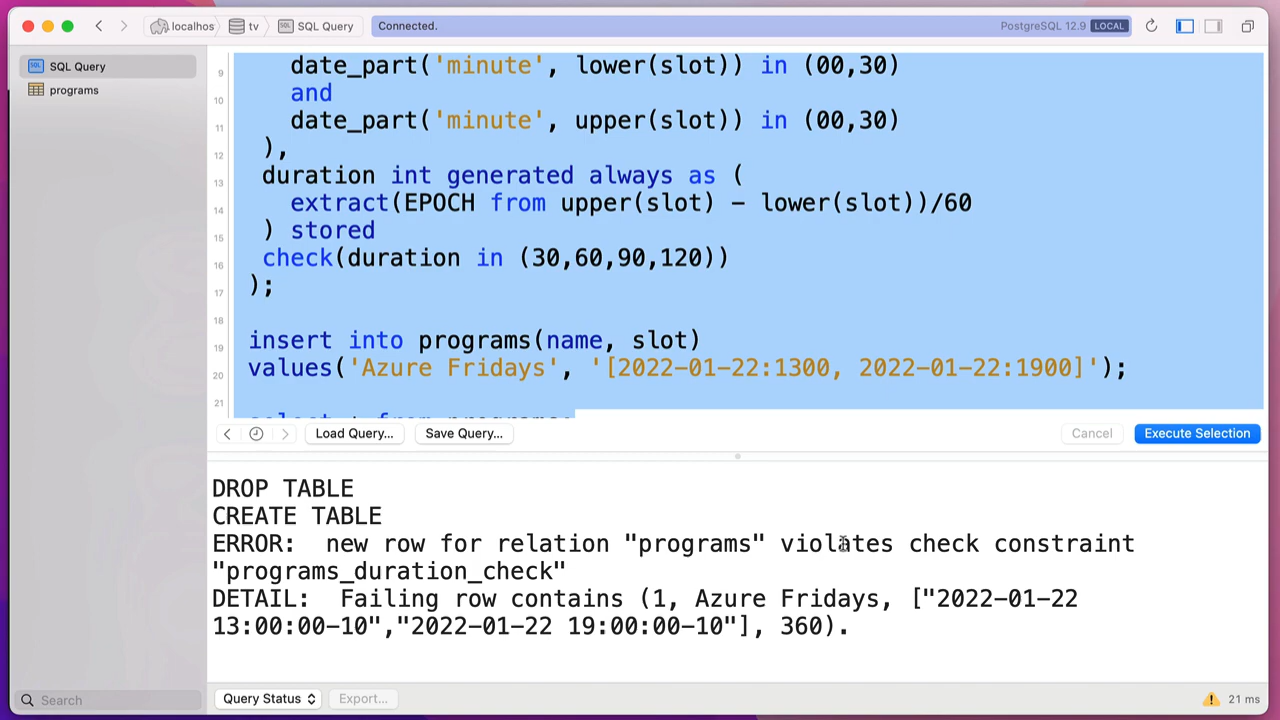 localhos
tv
SQL Query
Connected.
PostgreSQL 12.9
LOCAL
SQL Query
programs
9 date_part('minute', lower(slot)) in (00,30)
10 and
11 date_part('minute', upper(slot)) in (00,30)
12 ),
13 duration int generated always as (
14 extract(EPOCH from upper(slot) - lower(slot))/60
15 ) stored
16 check(duration in (30,60,90,120))
17 );
18
19 insert into programs(name, slot)
20 values('Azure Fridays', '[2022-01-22:1300, 2022-01-22:1900]');
21
select * from programs;
Load Query...
Save Query...
Cancel
Execute Selection
DROP TABLE
CREATE TABLE
ERROR:  new row for relation "programs" violates check constraint
"programs_duration_check"
DETAIL:  Failing row contains (1, Azure Fridays, ["2022-01-22
13:00:00-10","2022-01-22 19:00:00-10"], 360).
Search
Query Status
Export...
21 ms